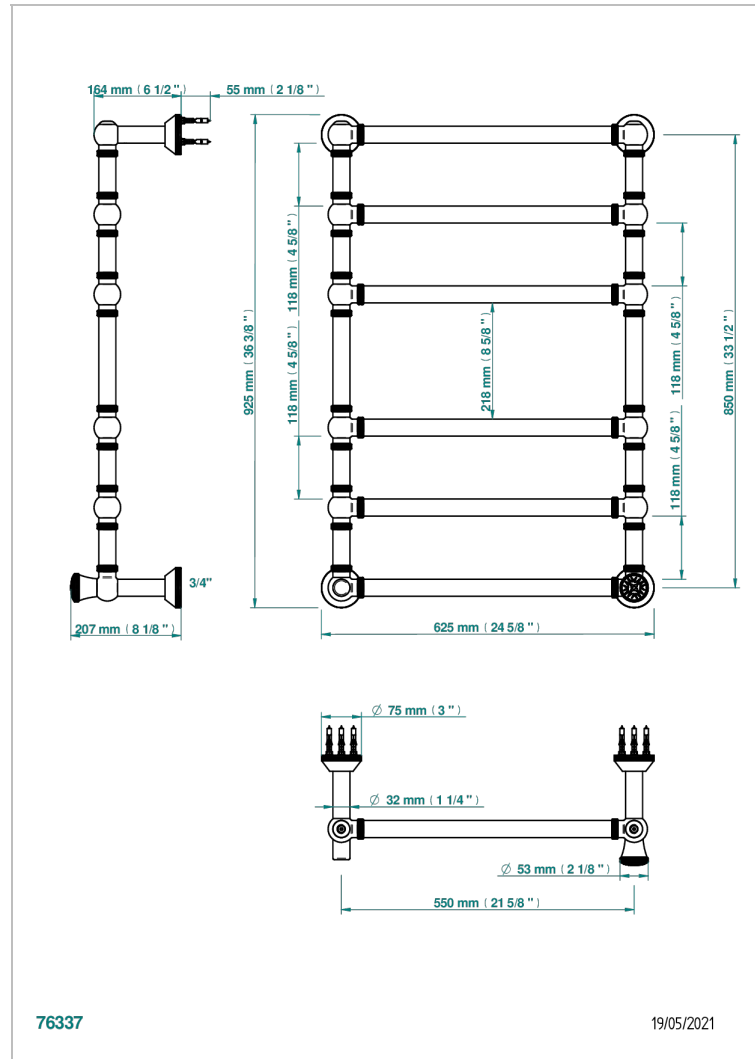 164 mm ( 6 1/2 " )
55 mm ( 2 1/8 " )
118 mm ( 4 5/8 " )
118 mm ( 4 5/8 " )
925 mm ( 36 3/8 " )
218 mm ( 8 5/8 " )
118 mm ( 4 5/8 " )
118 mm ( 4 5/8 " )
850 mm ( 33 1/2 " )
3/4"
207 mm ( 8 1/8 " )
625 mm ( 24 5/8 " )
∅ 75 mm ( 3 " )
∅ 32 mm ( 1 1/4 " )
∅ 53 mm ( 2 1/8 " )
550 mm ( 21 5/8 " )
76337
19/05/2021